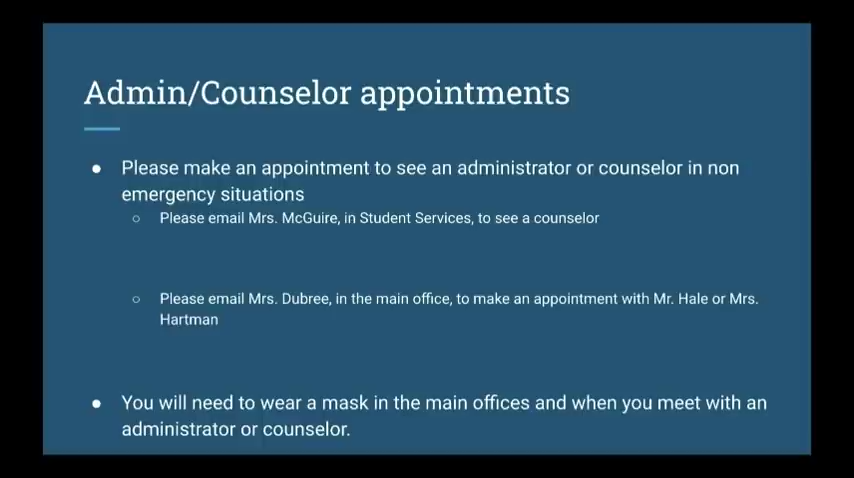 Admin/Counselor appointments
● Please make an appointment to see an administrator or counselor in non
emergency situations
○ Please email Mrs. McGuire, in Student Services, to see a counselor
○ Please email Mrs. Dubree, in the main office, to make an appointment with Mr. Hale or Mrs.
Hartman
● You will need to wear a mask in the main offices and when you meet with an
administrator or counselor.